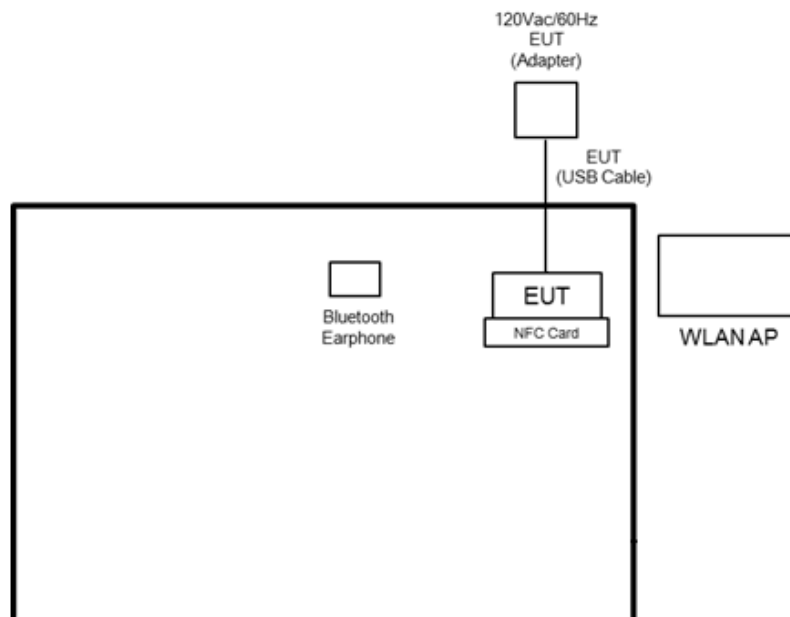 120Vac/60Hz
EUT
(Adapter)
EUT
(USB Cable)
EUT
NFC Card
Bluetooth
Earphone
WLAN AP